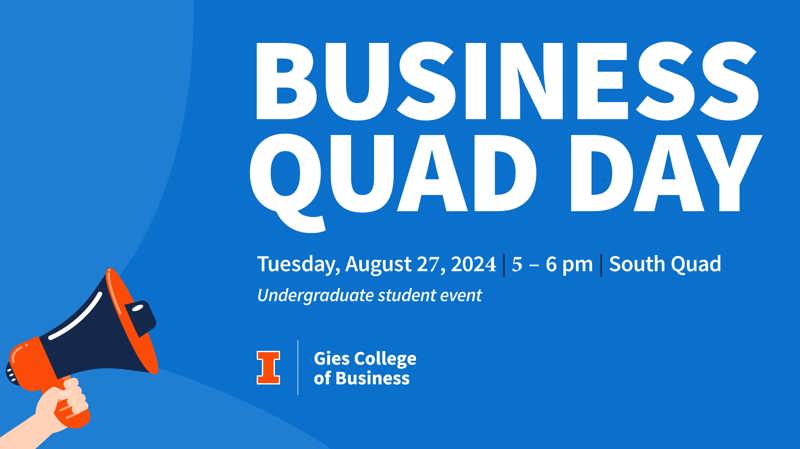 BUSINESS
QUAD DAY
Tuesday, August 27, 2024 | 5 – 6 pm | South Quad
Undergraduate student event
I
Gies College
of Business